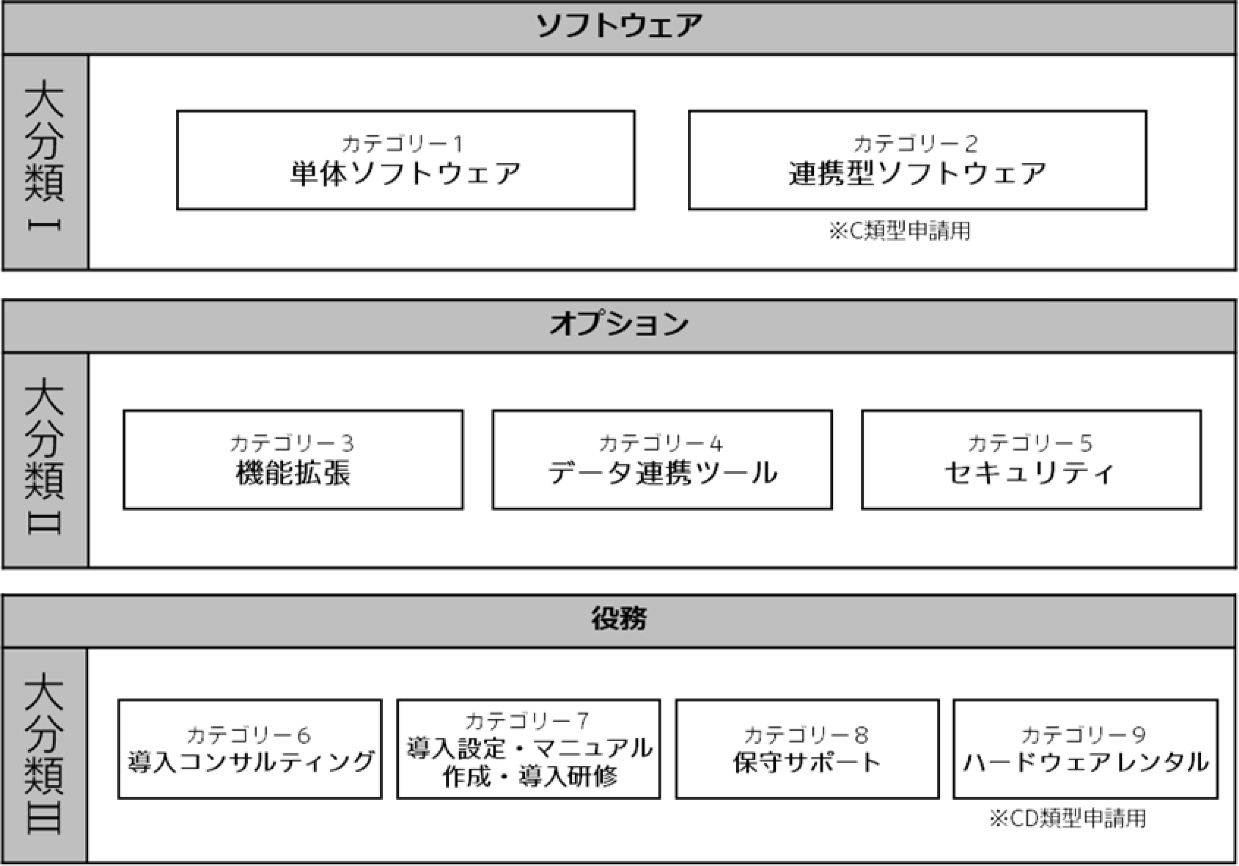 ソフトウェア
大分類Ⅰ
カテゴリー1
単体ソフトウェア
カテゴリー2
連携型ソフトウェア
※C類型申請用
オプション
大分類Ⅱ
カテゴリー3
機能拡張
カテゴリー4
データ連携ツール
カテゴリー5
セキュリティ
役務
大分類Ⅲ
カテゴリー6
導入コンサルティング
カテゴリー7
導入設定・マニュアル
作成・導入研修
カテゴリー8
保守サポート
カテゴリー9
ハードウェアレンタル
※CD類型申請用